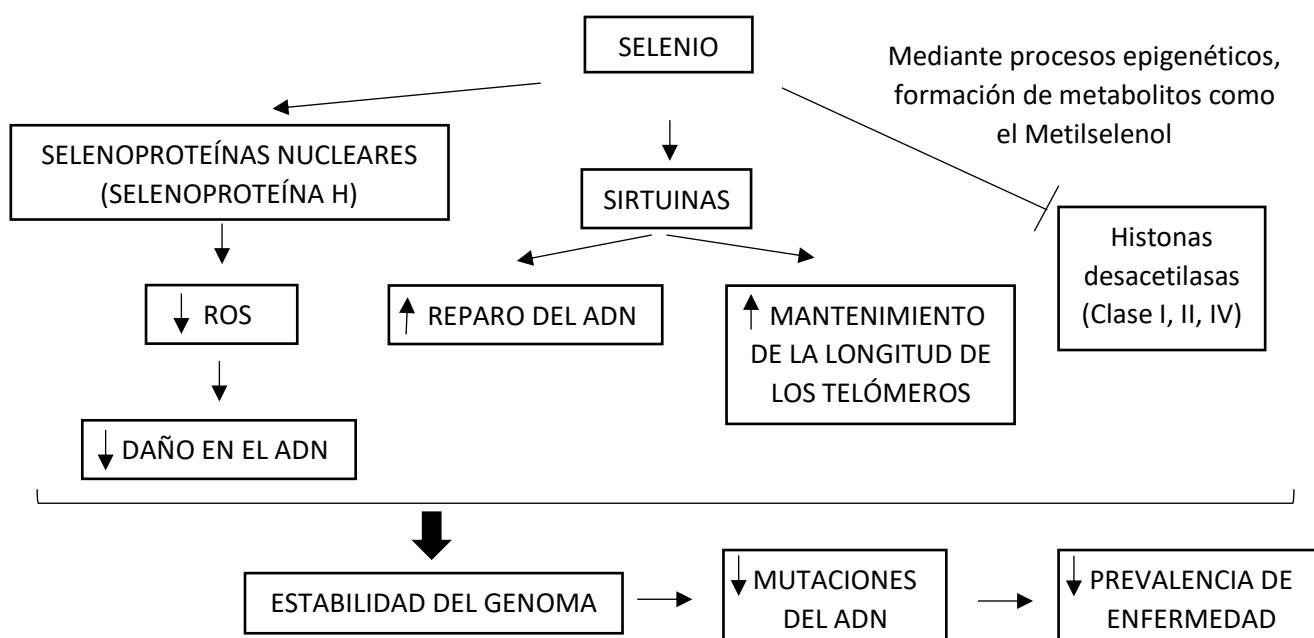 SELENIO
Mediante procesos epigenéticos,
formación de metabolitos como
el Metilselenol
SELENOPROTEÍNAS NUCLEARES
(SELENOPROTEÍNA H)
SIRTUINAS
Histonas
desacetilasas
(Clase I, II, IV)
ROS
REPARO DEL ADN
MANTENIMIENTO
DE LA LONGITUD DE
LOS TELÓMEROS
DAÑO EN EL ADN
ESTABILIDAD DEL GENOMA
MUTACIONES
DEL ADN
PREVALENCIA DE
ENFERMEDAD